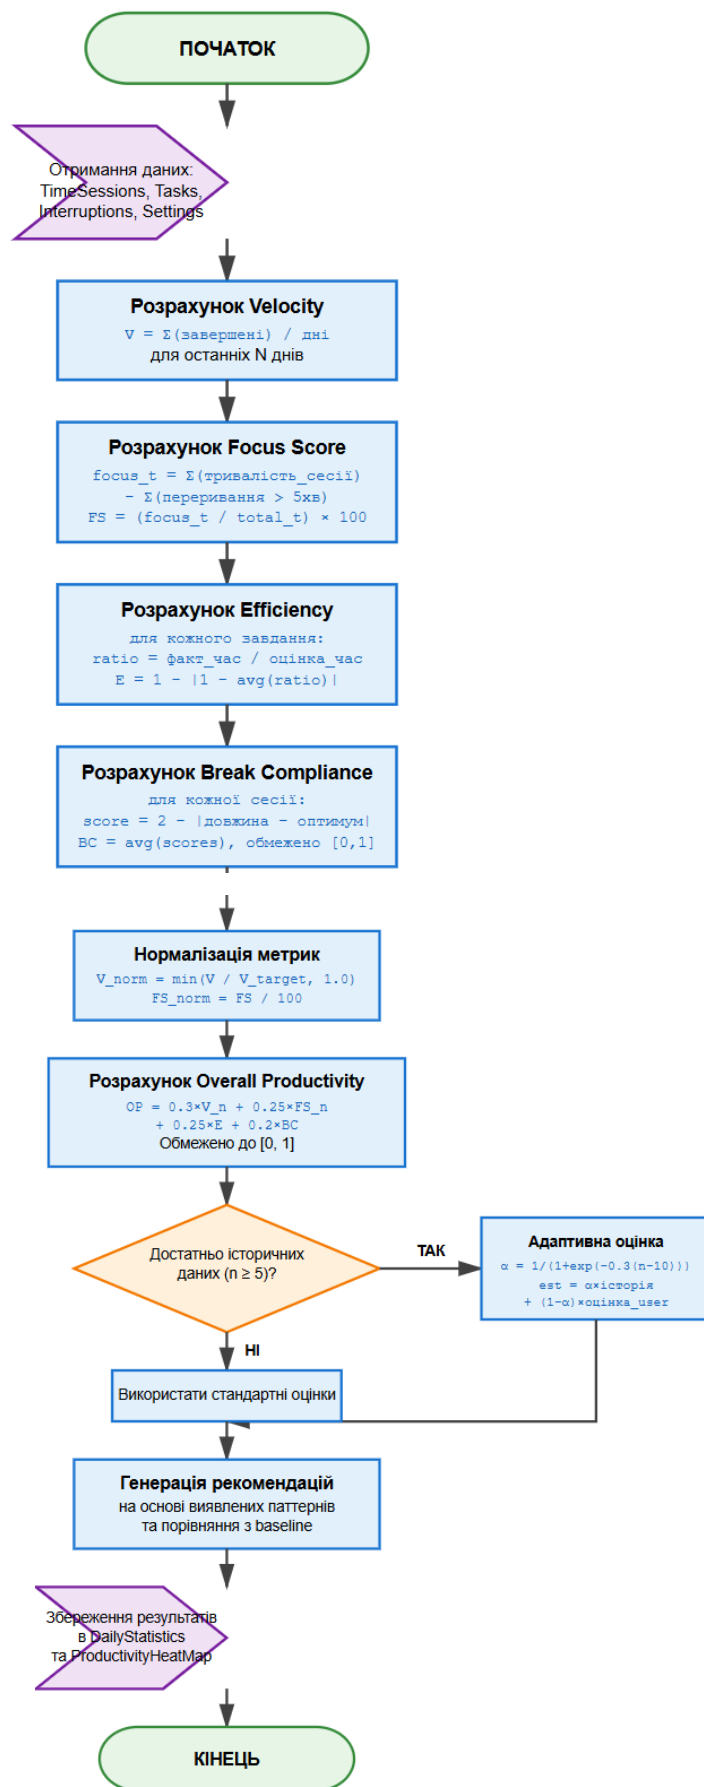 ПОЧАТОК
Отримання даних:
TimeSessions, Tasks,
Interruptions, Settings
Розрахунок Velocity
V = Σ(завершені) / дні
для останніх N днів
Розрахунок Focus Score
focus_t = Σ(тривалість_сесії)
- Σ(переривання > 5хв)
FS = (focus_t / total_t) × 100
Розрахунок Efficiency
для кожного завдання:
ratio = факт_час / оцінка_час
E = 1 - |1 - avg(ratio)|
Розрахунок Break Compliance
для кожної сесії:
score = 2 - |довжина - оптимум|
BC = avg(scores), обмежено [0,1]
Нормалізація метрик
V_norm = min(V / V_target, 1.0)
FS_norm = FS / 100
Розрахунок Overall Productivity
OP = 0.3×V_n + 0.25×FS_n
+ 0.25×E + 0.2×BC
Обмежено до [0, 1]
Достатньо історичних
даних (n ≥ 5)?
ТАК
Адаптивна оцінка
α = 1/(1+exp(-0.3(n-10)))
est = α×історія
+ (1-α)×оцінка_user
НІ
Використати стандартні оцінки
Генерація рекомендацій
на основі виявлених паттернів
та порівняння з baseline
Збереження результатів
в DailyStatistics
та ProductivityHeatMap
КІНЕЦЬ